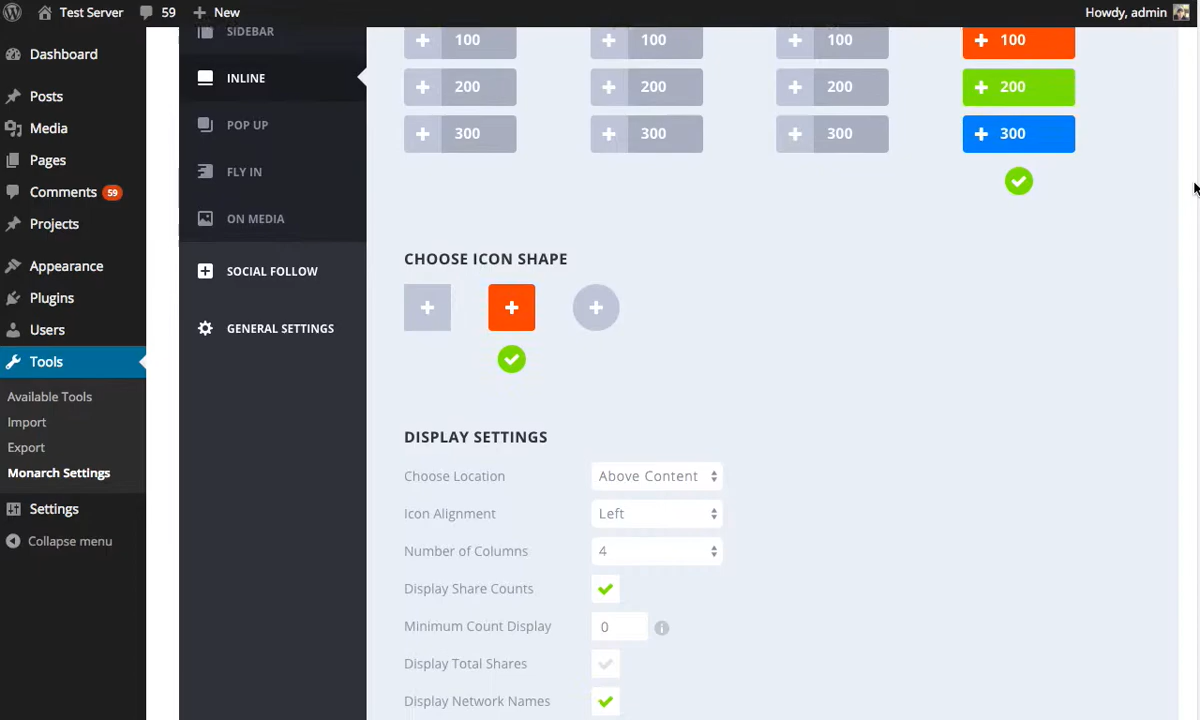 Test Server 59 New Howdy, admin
Dashboard
Posts
Media
Pages
Comments 59
Projects
Appearance
Plugins
Users
Tools
Available Tools
Import
Export
Monarch Settings
Settings
Collapse menu
SIDEBAR
INLINE
POP UP
FLY IN
ON MEDIA
SOCIAL FOLLOW
GENERAL SETTINGS
100 100 100 100
200 200 200 200
300 300 300 300
CHOOSE ICON SHAPE
DISPLAY SETTINGS
Choose Location Above Content
Icon Alignment Left
Number of Columns 4
Display Share Counts
Minimum Count Display 0
Display Total Shares
Display Network Names